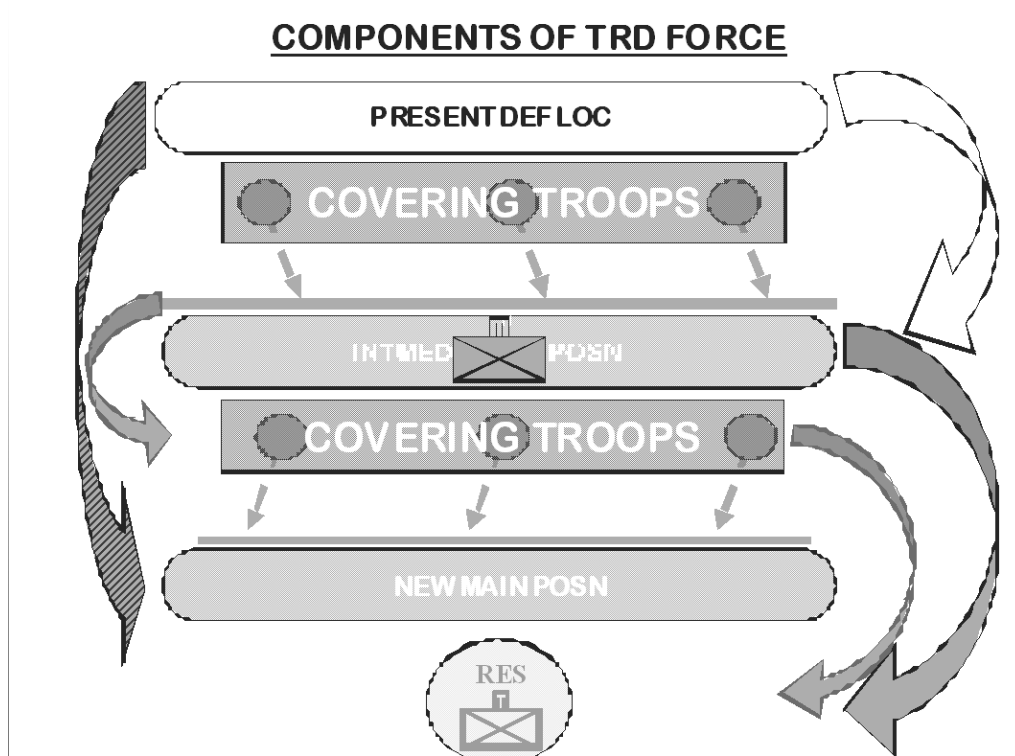 COMPONENTS OF TRD FORCE
PRESENT DEF LOC
COVERING TROOPS
INTMED POSN
COVERING TROOPS
NEW MAIN POSN
RES
T